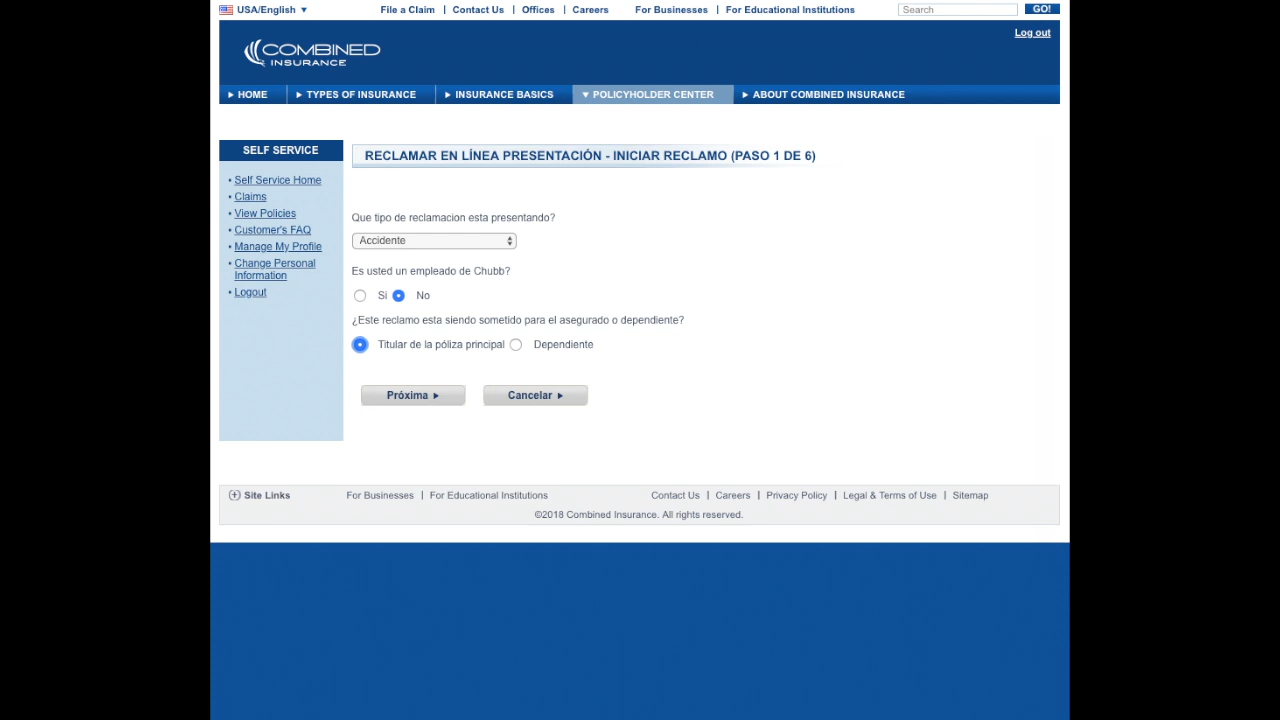 USA/English
File a Claim | Contact Us | Offices | Careers
For Businesses | For Educational Institutions
Search
GO!
Log out
COMBINED
INSURANCE
HOME
TYPES OF INSURANCE
INSURANCE BASICS
POLICYHOLDER CENTER
ABOUT COMBINED INSURANCE
SELF SERVICE
• Self Service Home
• Claims
• View Policies
• Customer's FAQ
• Manage My Profile
• Change Personal
Information
• Logout
RECLAMAR EN LÍNEA PRESENTACIÓN - INICIAR RECLAMO (PASO 1 DE 6)
Que tipo de reclamacion esta presentando?
Accidente
Es usted un empleado de Chubb?
Si No
¿Este reclamo esta siendo sometido para el asegurado o dependiente?
Titular de la póliza principal Dependiente
Próxima
Cancelar
Site Links
For Businesses | For Educational Institutions
Contact Us | Careers | Privacy Policy | Legal & Terms of Use | Sitemap
©2018 Combined Insurance. All rights reserved.